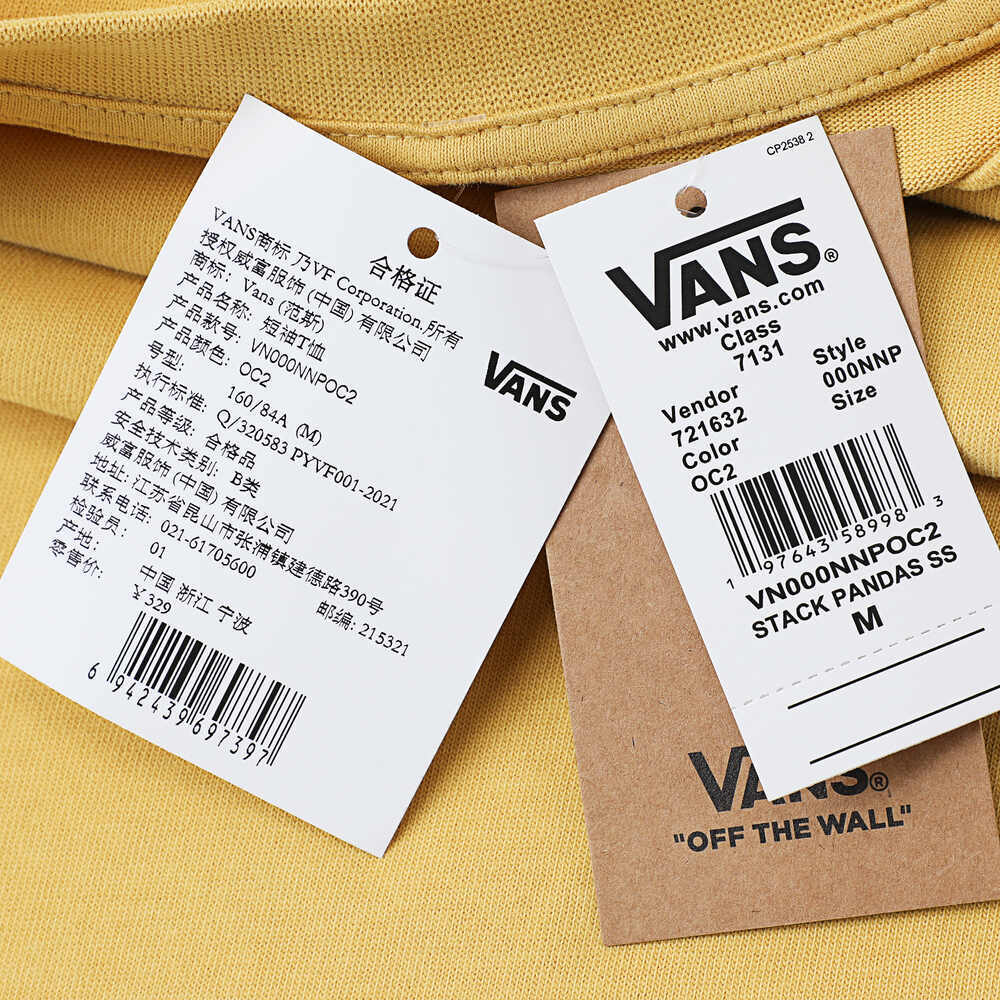 合格证
VANS商标 乃VF Corporation.所有
授权威富服饰 (中国) 有限公司
商标: Vans (范斯)
产品名称: 短袖T恤
产品款号: VN000NNPOC2
产品颜色: OC2
号型: 160/84A (M)
执行标准: Q/320583 PYVF001-2021
产品等级: 合格品
安全技术类别: B类
威富服饰 (中国) 有限公司
地址: 江苏省昆山市张浦镇建德路390号
联系电话: 021-61705600 邮编: 215321
检验员: 01
产地: 中国 浙江 宁波
零售价: ¥329
6 942439 697397
VANS
CP2538 2
VANS®
www.vans.com
Class
7131
Vendor Style
721632 000NNP
Color Size
OC2
1 97643 58998 3
VN000NNPOC2
STACK PANDAS SS
M
VANS®
"OFF THE WALL"